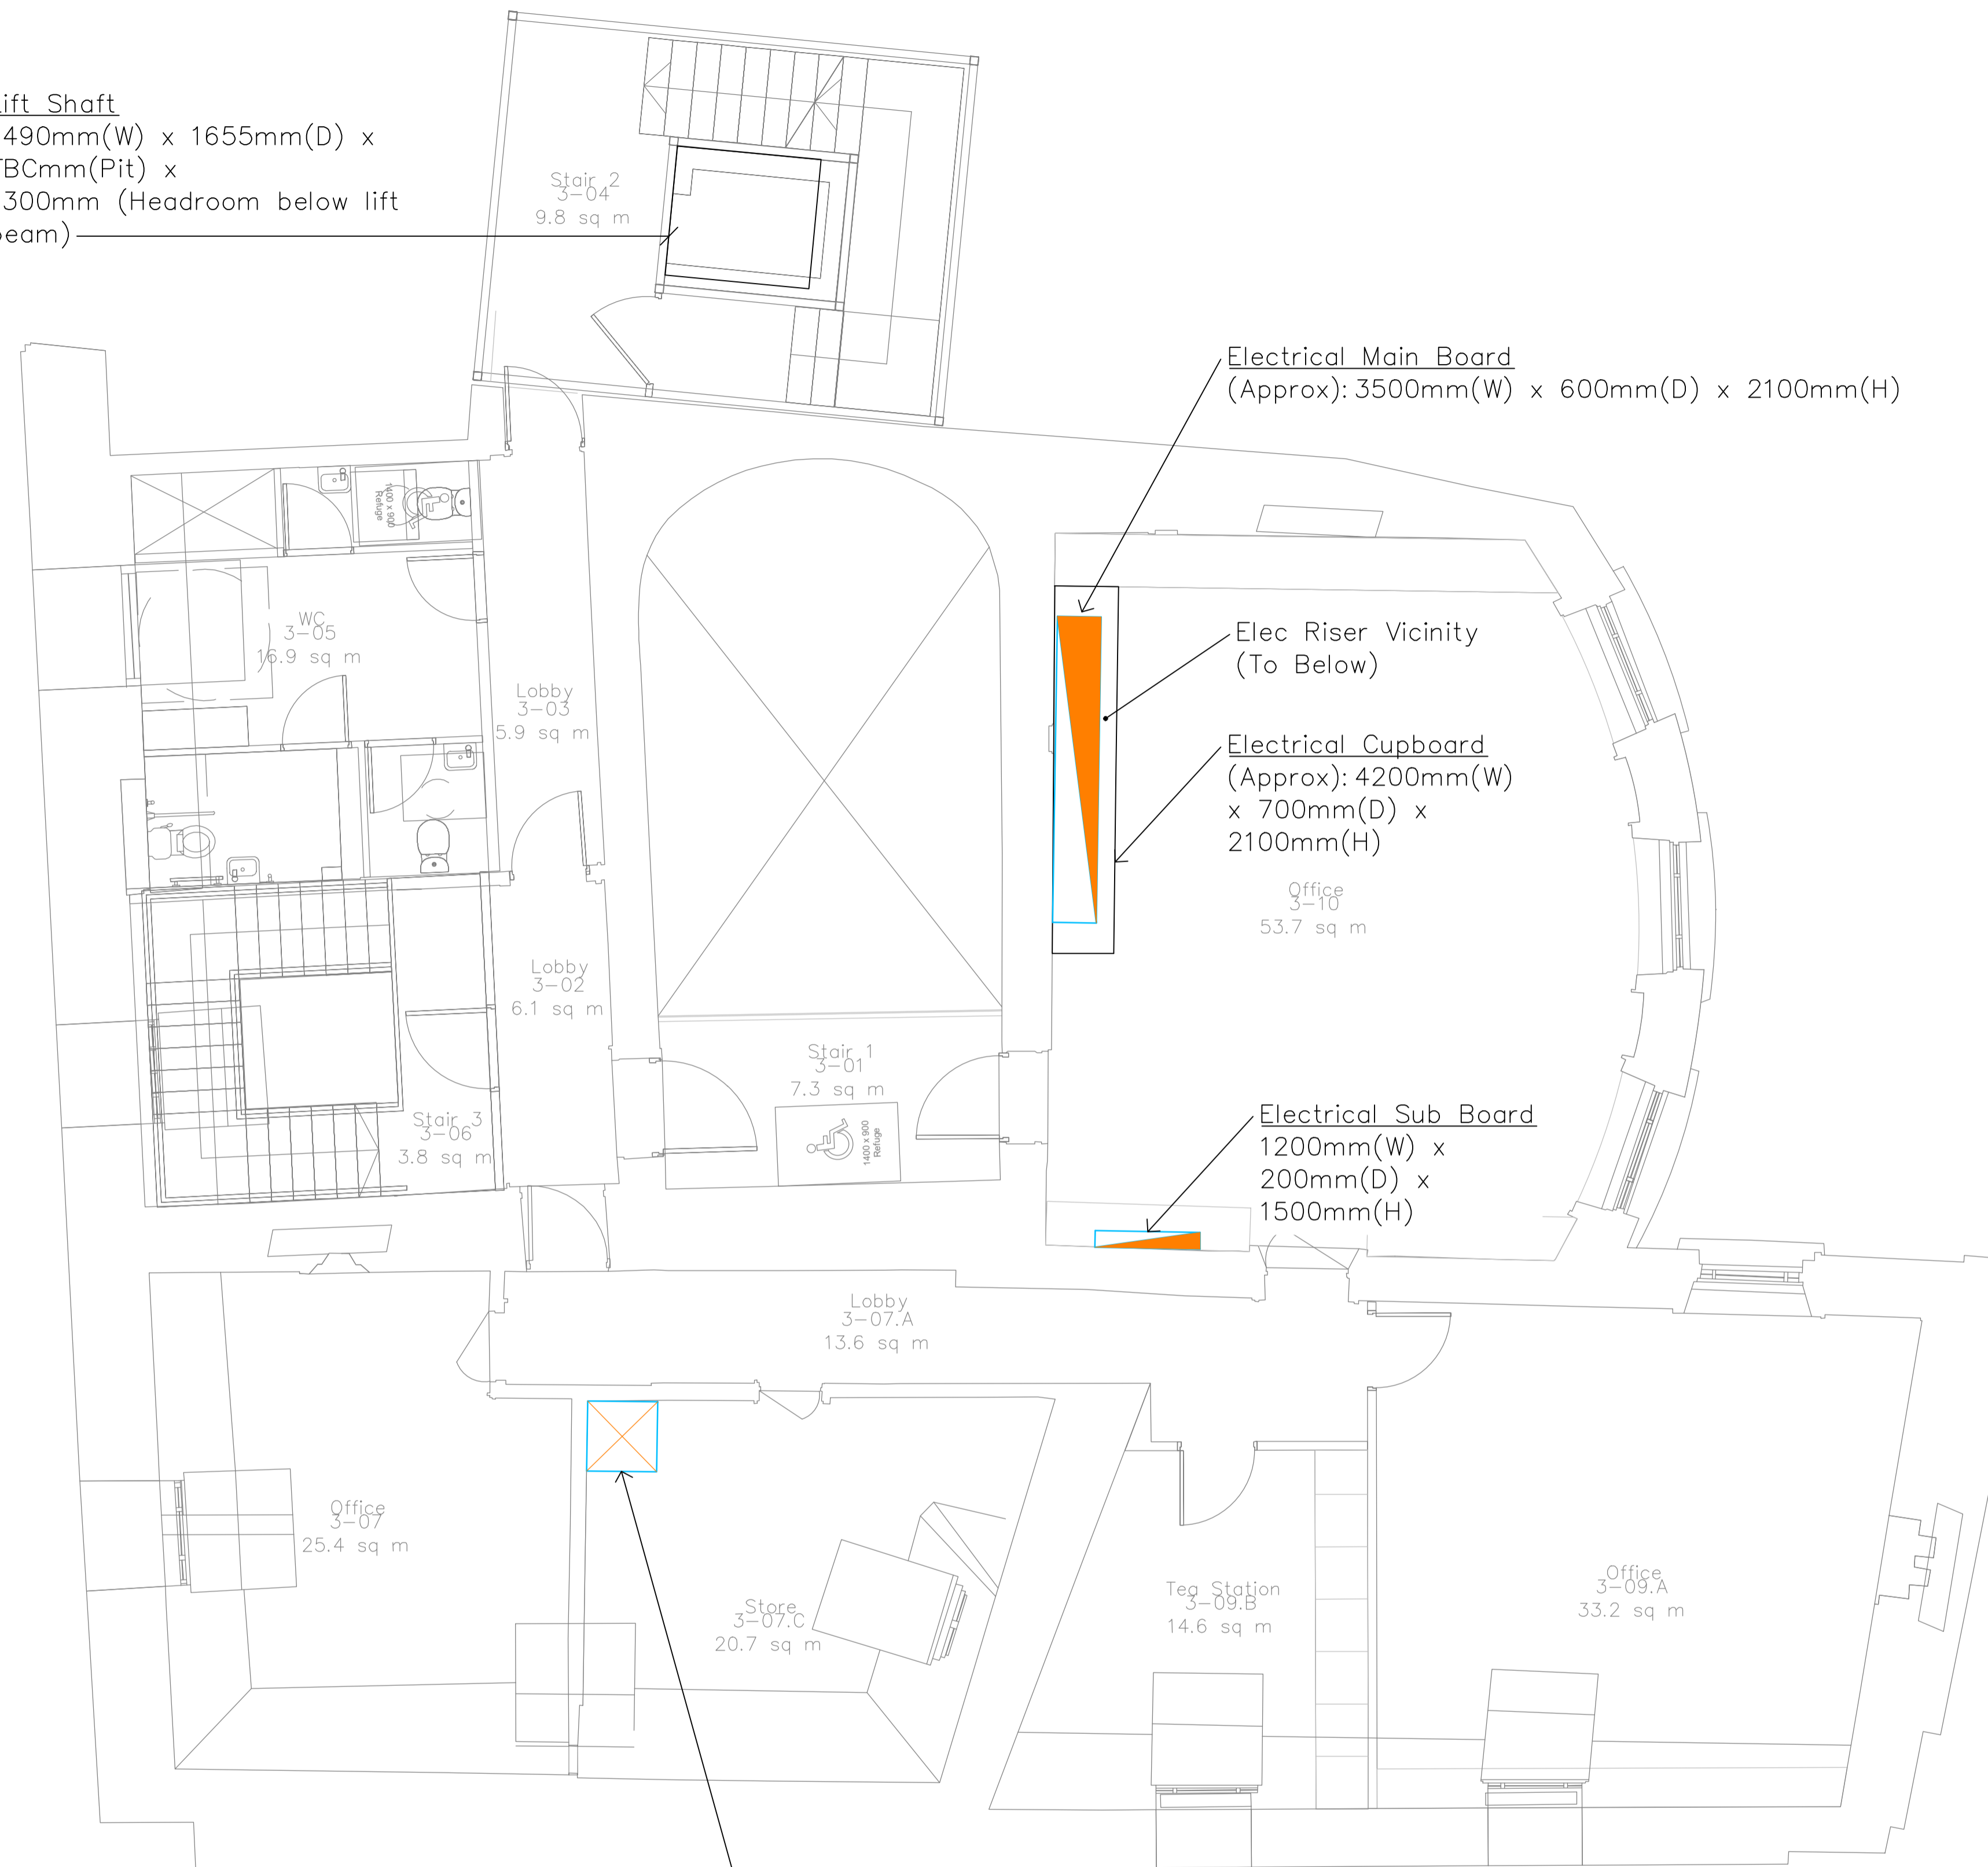 Lift Shaft
490mm(W) x 1655mm(D) x
TBCmm(Pit) x
300mm (Headroom below lift
beam)
Stair 2
3-04
9.8 sq m
Electrical Main Board
(Approx): 3500mm(W) x 600mm(D) x 2100mm(H)
Elec Riser Vicinity
(To Below)
Electrical Cupboard
(Approx): 4200mm(W)
x 700mm(D) x
2100mm(H)
1400 x 900
Refuge
WC
3-05
16.9 sq m
Lobby
3-03
5.9 sq m
Office
3-10
53.7 sq m
Lobby
3-02
6.1 sq m
Stair 1
3-01
7.3 sq m
1400 x 900
Refuge
Stair 3
3-06
3.8 sq m
Electrical Sub Board
1200mm(W) x
200mm(D) x
1500mm(H)
Lobby
3-07.A
13.6 sq m
Office
3-07
25.4 sq m
Store
3-07.C
20.7 sq m
Tea Station
3-09.B
14.6 sq m
Office
3-09.A
33.2 sq m